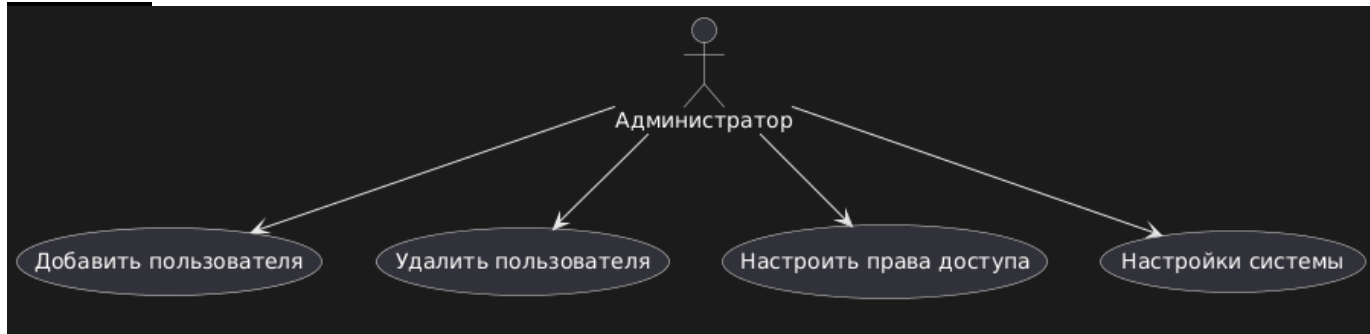 Администратор
Добавить пользователя
Удалить пользователя
Настроить права доступа
Настройки системы